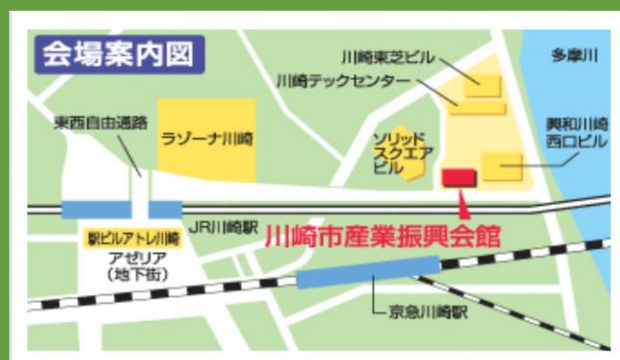 会場案内図
川崎東芝ビル
川崎テックセンター
多摩川
東西自由通路
ラゾーナ川崎
ソリッド
スクエア
ビル
興和川崎
西口ビル
JR川崎駅
川崎市産業振興会館
駅ビルアトレ川崎
アゼリア
(地下街)
京急川崎駅